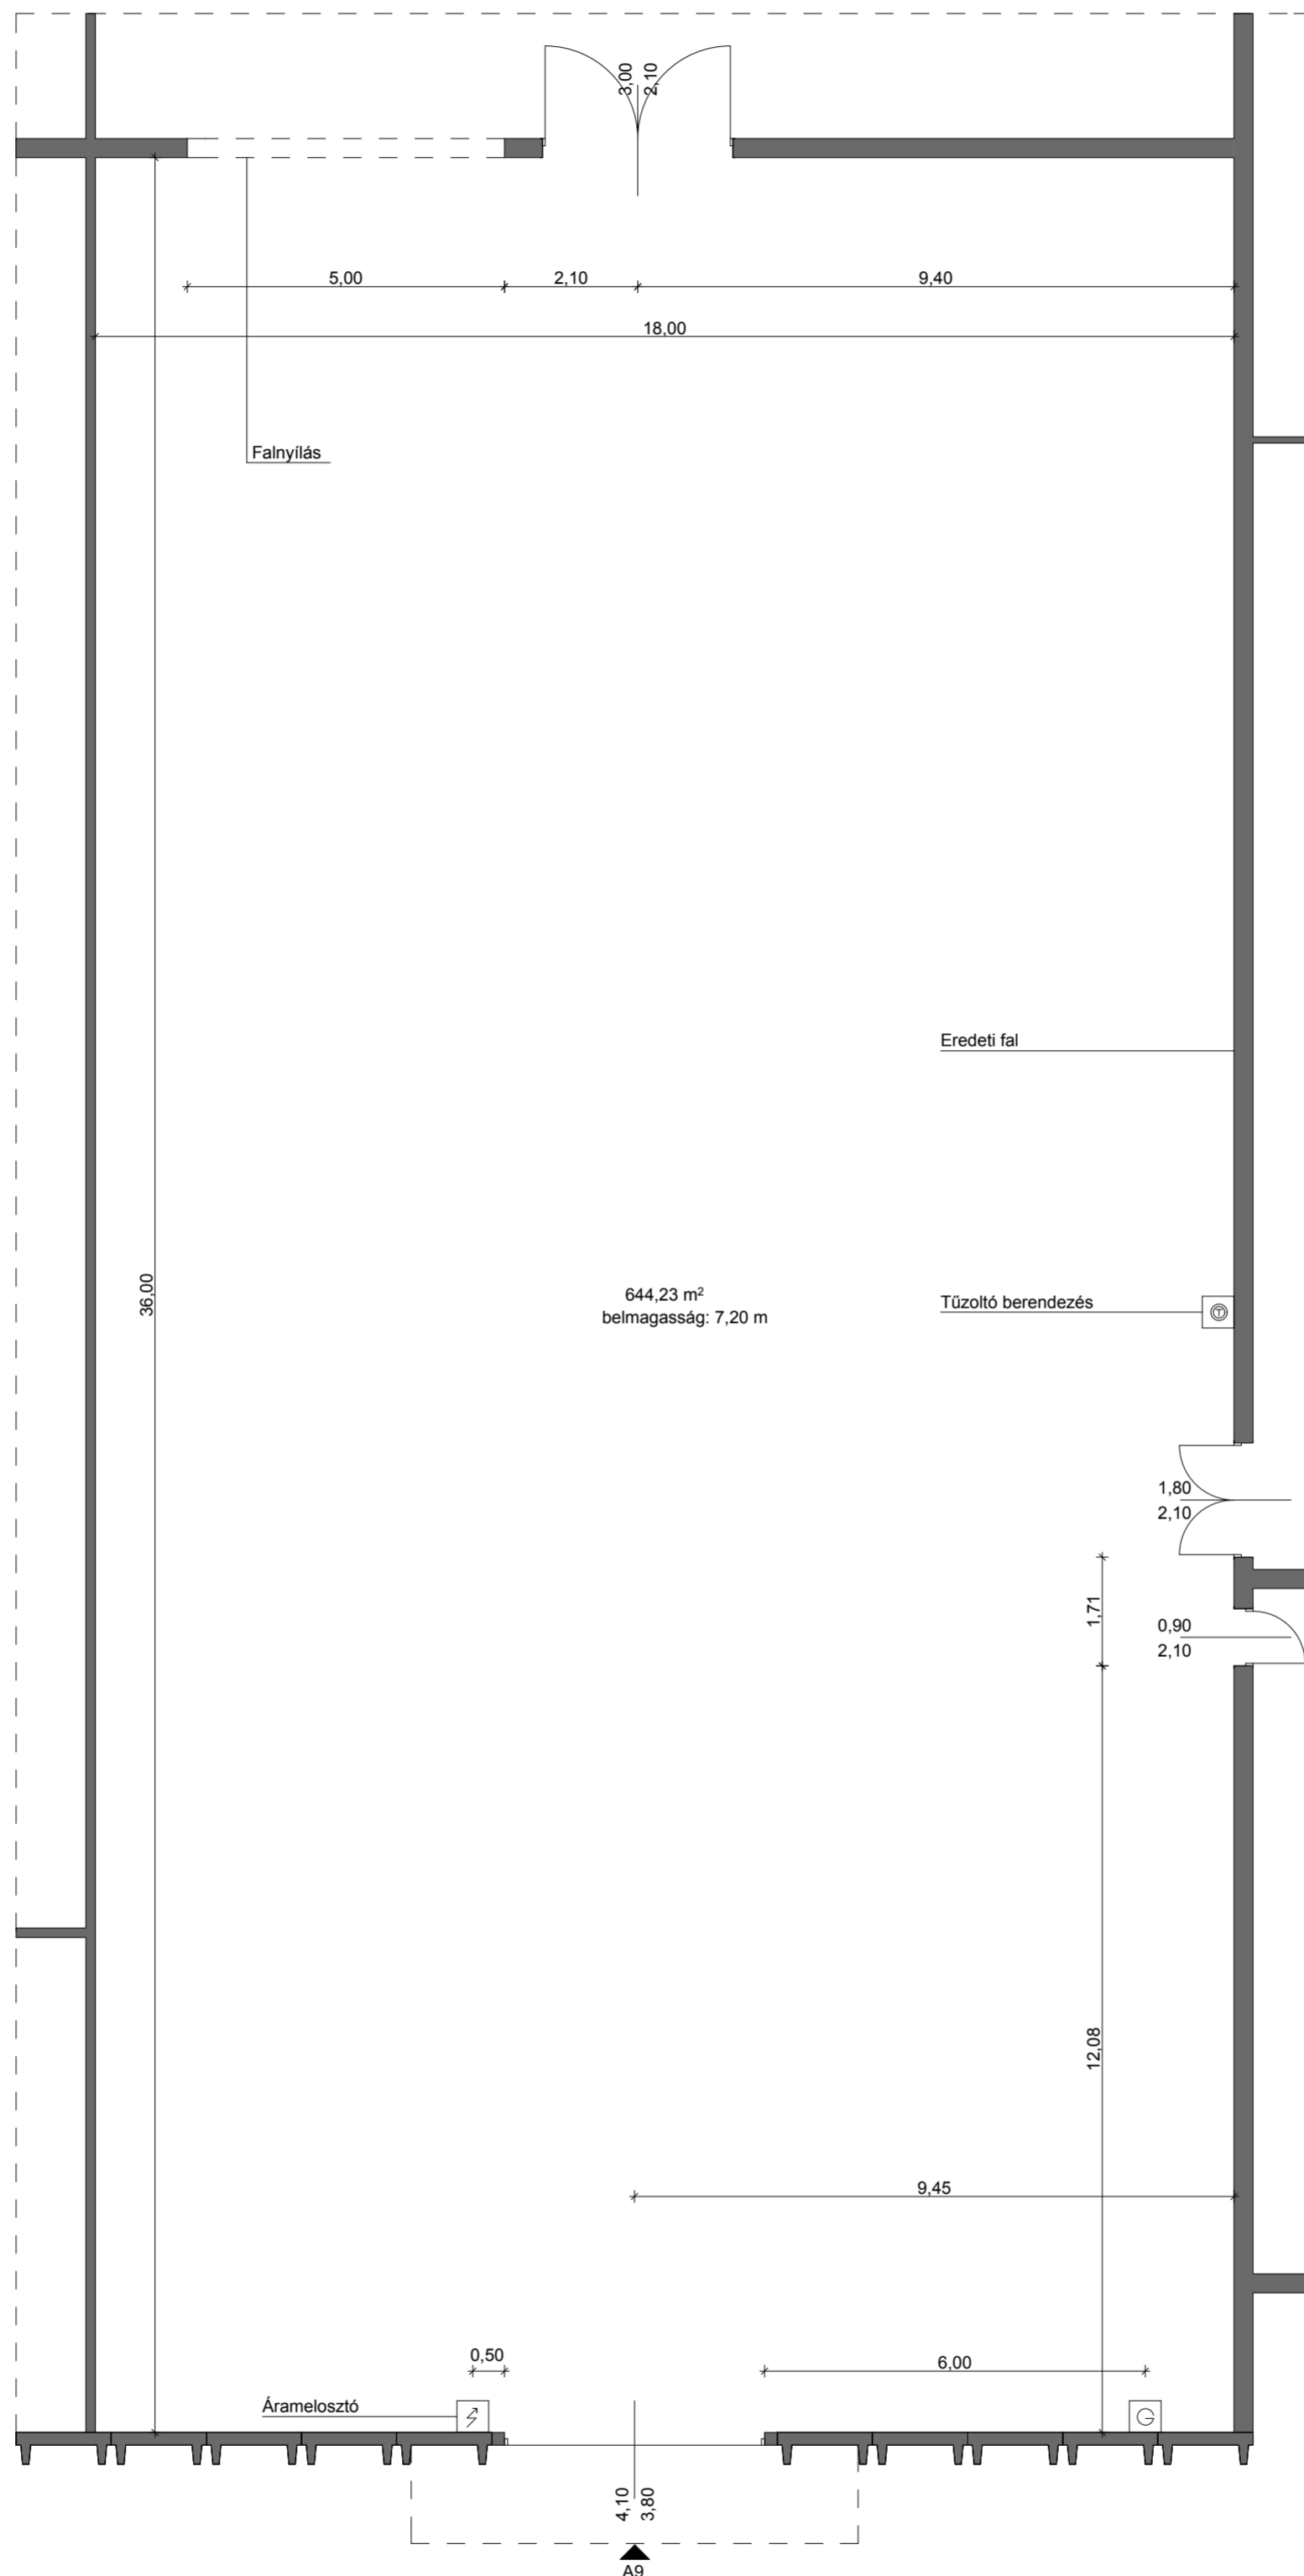 3,00
2,10
5,00
2,10
9,40
18,00
Falnyílás
Eredeti fal
36,00
644,23 m²
belmagasság: 7,20 m
Tűzoltó berendezés
T
1,80
2,10
1,71
0,90
2,10
12,08
9,45
0,50
6,00
Áramelosztó
G
4,10
3,80
A9